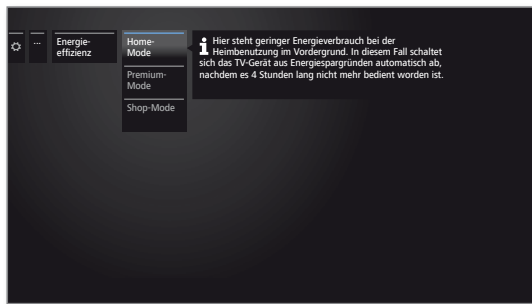 ...
Energie-
effizienz
Home-
Mode
Premium-
Mode
Shop-Mode
Hier steht geringer Energieverbrauch bei der
Heimbenutzung im Vordergrund. In diesem Fall schaltet
sich das TV-Gerät aus Energiespargründen automatisch ab,
nachdem es 4 Stunden lang nicht mehr bedient worden ist.